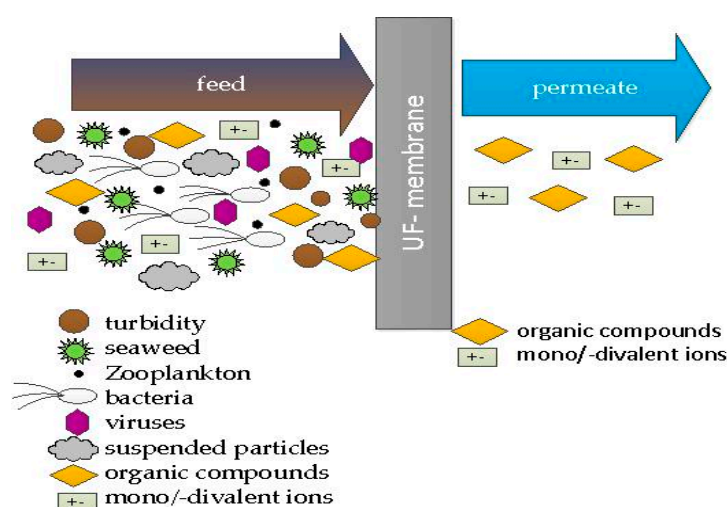 feed
UF- membrane
permeate
+-
+-
+-
+-
+-
+-
+-
turbidity
seaweed
Zooplankton
bacteria
viruses
suspended particles
organic compounds
+- mono/-divalent ions
organic compounds
+- mono/-divalent ions